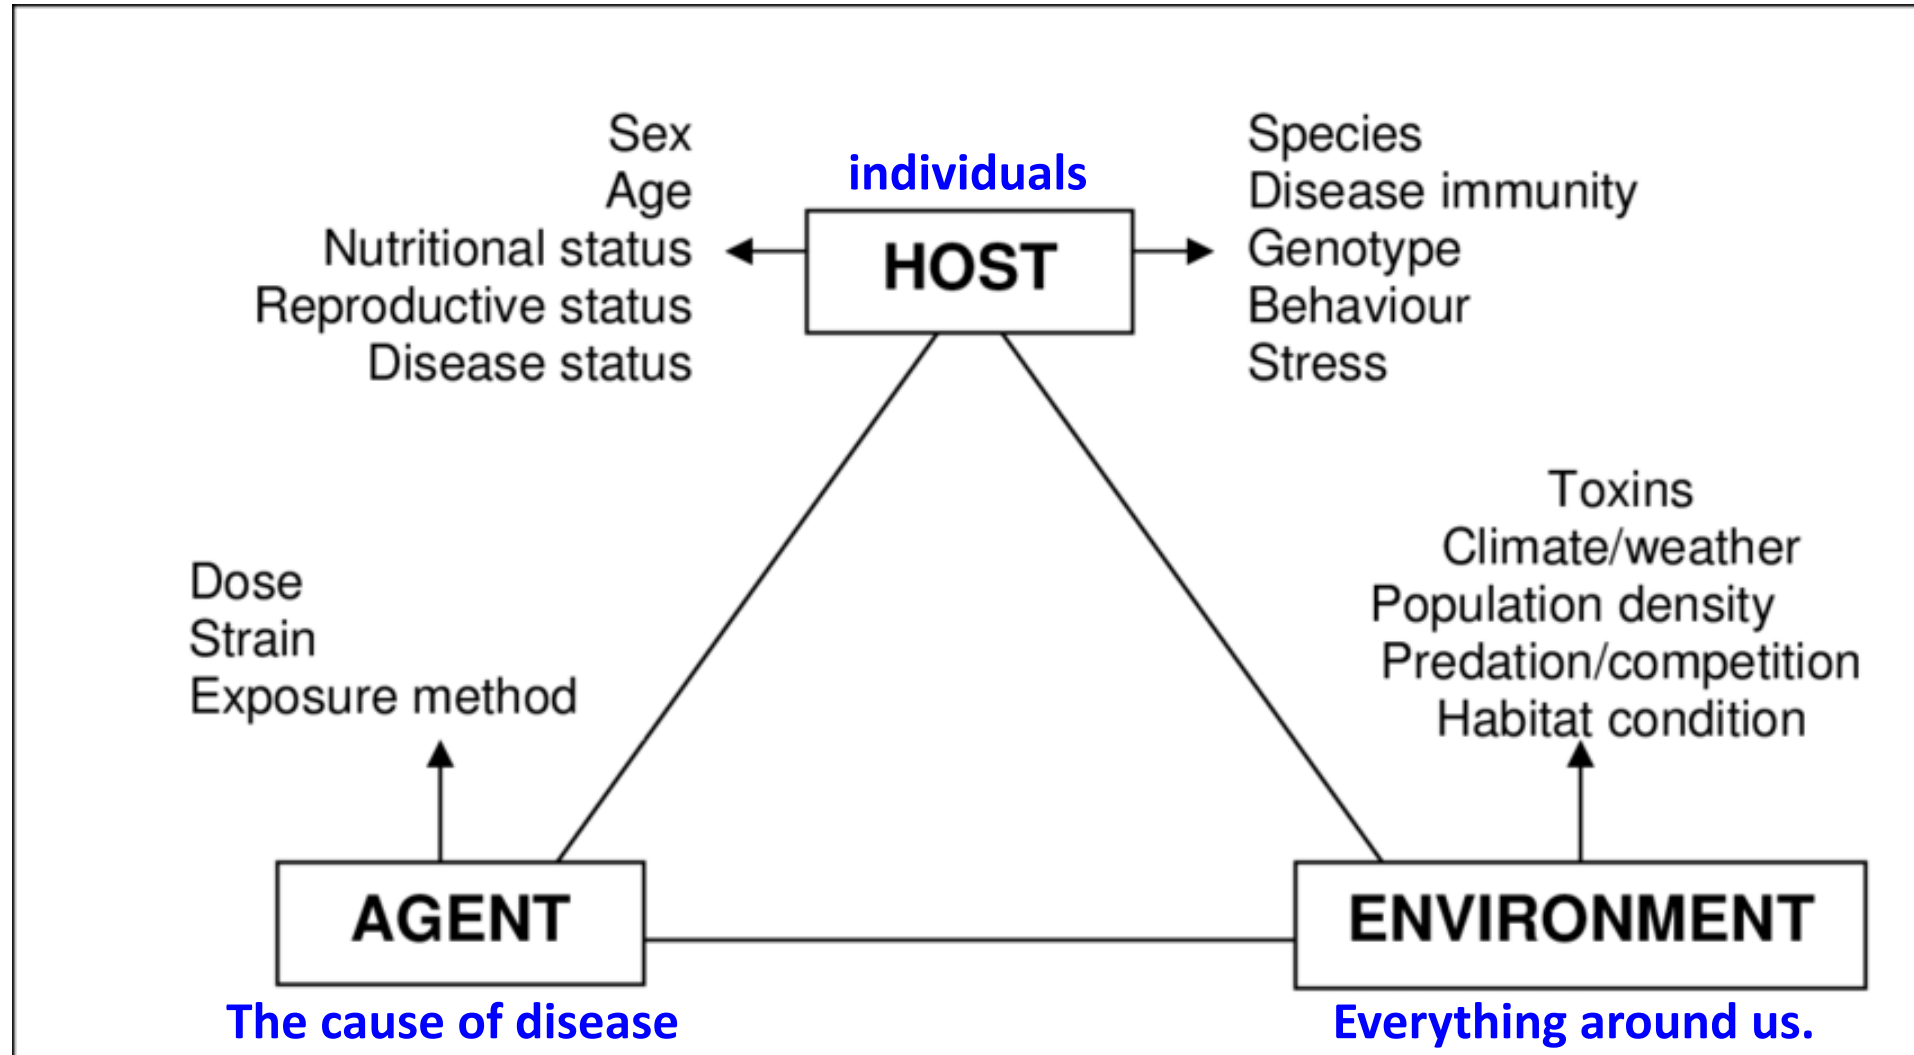 individuals
HOST
Sex
Age
Nutritional status
Reproductive status
Disease status
Species
Disease immunity
Genotype
Behaviour
Stress
Dose
Strain
Exposure method
AGENT
The cause of disease
Toxins
Climate/weather
Population density
Predation/competition
Habitat condition
ENVIRONMENT
Everything around us.